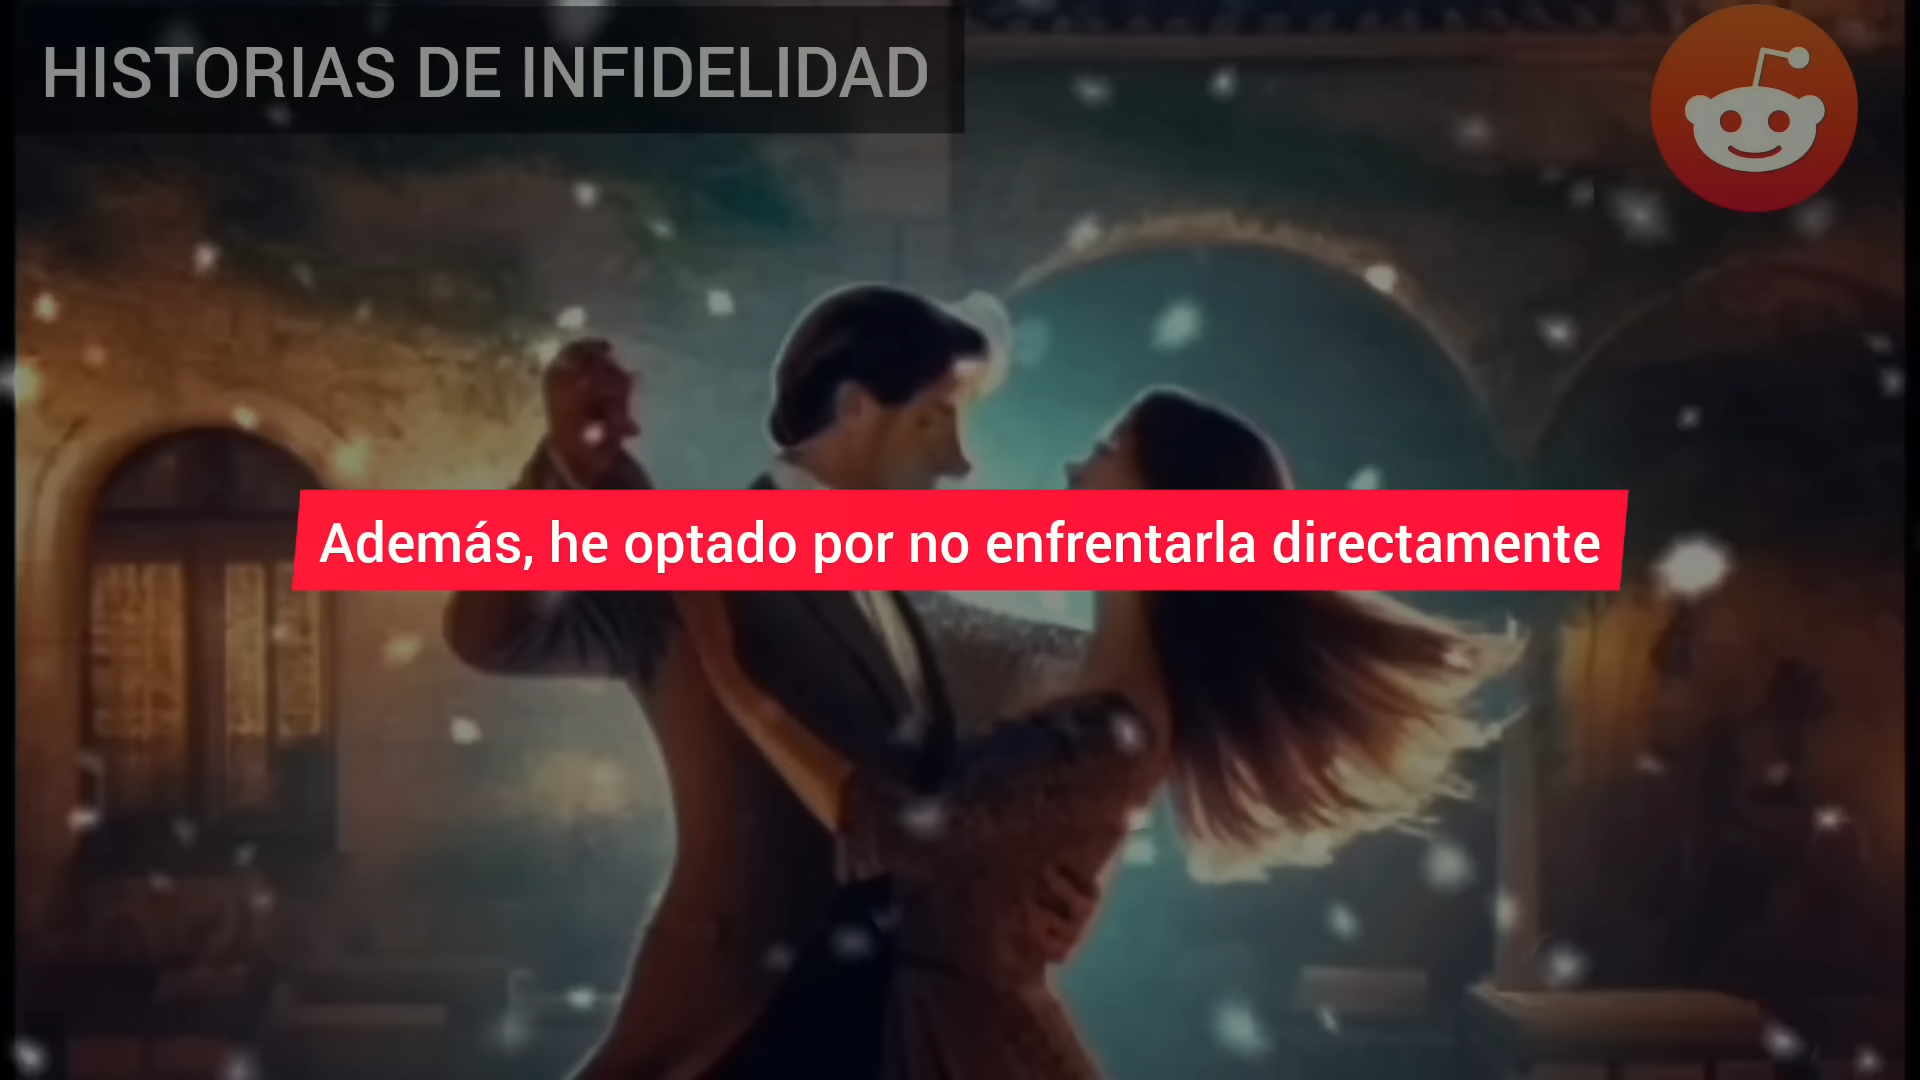 HISTORIAS DE INFIDELIDAD
Además, he optado por no enfrentarla directamente